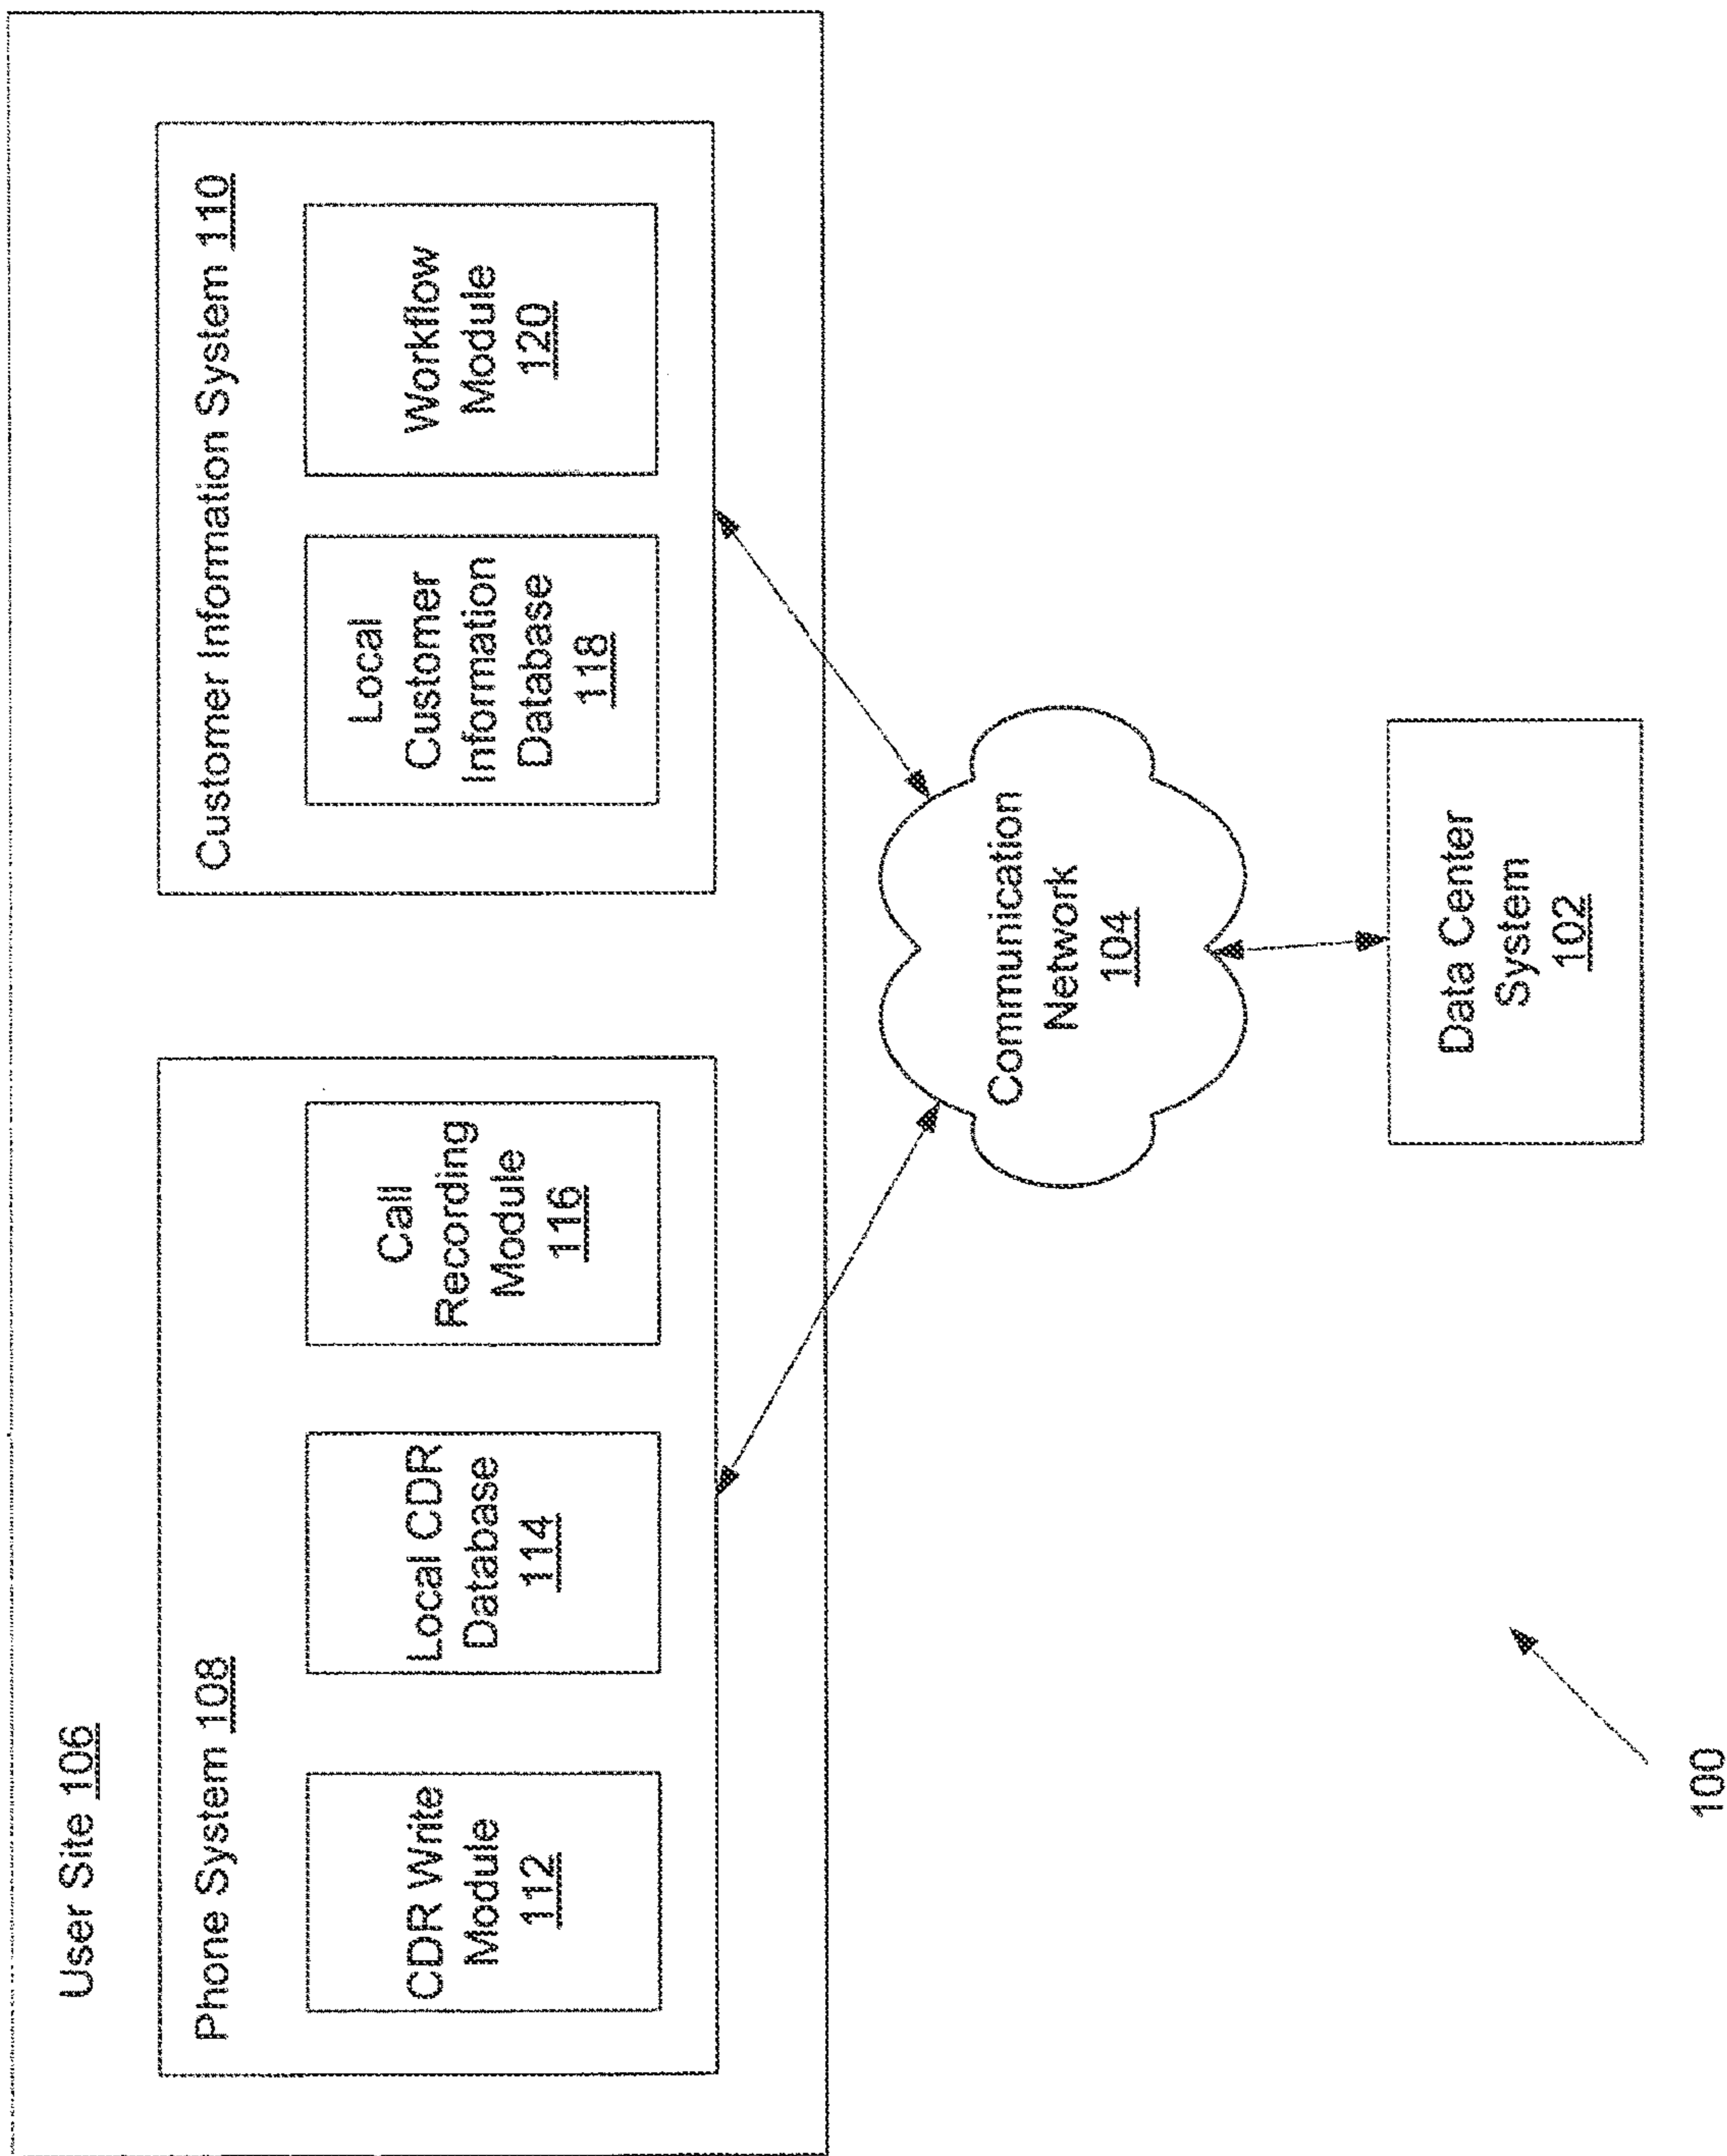 User Site 106
Phone System 108
CDR Write
Module
112
Local CDR
Database
114
Call
Recording
Module
116
Customer Information System 110
Local
Customer
Information
Database
118
Workflow
Module
120
Communication
Network
104
Data Center
System
102
100